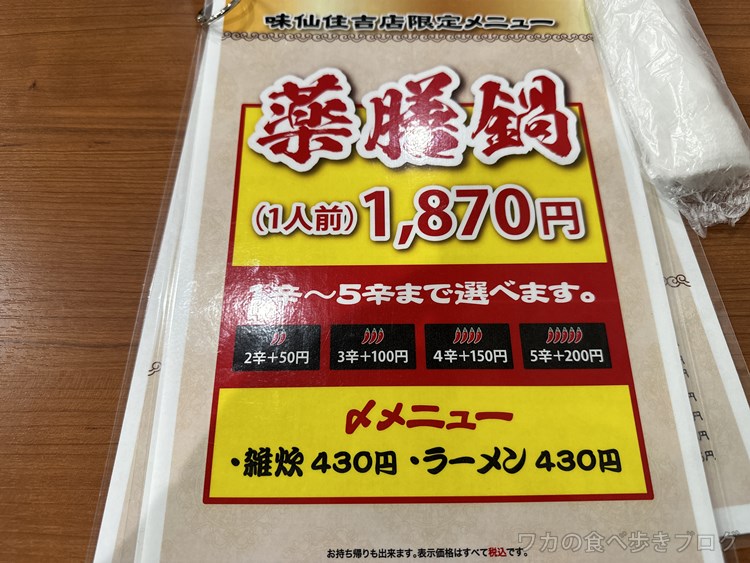 味仙住吉店限定メニュー
薬膳鍋
(1人前) 1,870円
1辛～5辛まで選べます。
2辛+50円 3辛+100円 4辛+150円 5辛+200円
〆メニュー
・雑炊 430円 ・ラーメン 430円
お持ち帰りも出来ます。表示価格はすべて税込です。
ワカの食べ歩きブログ